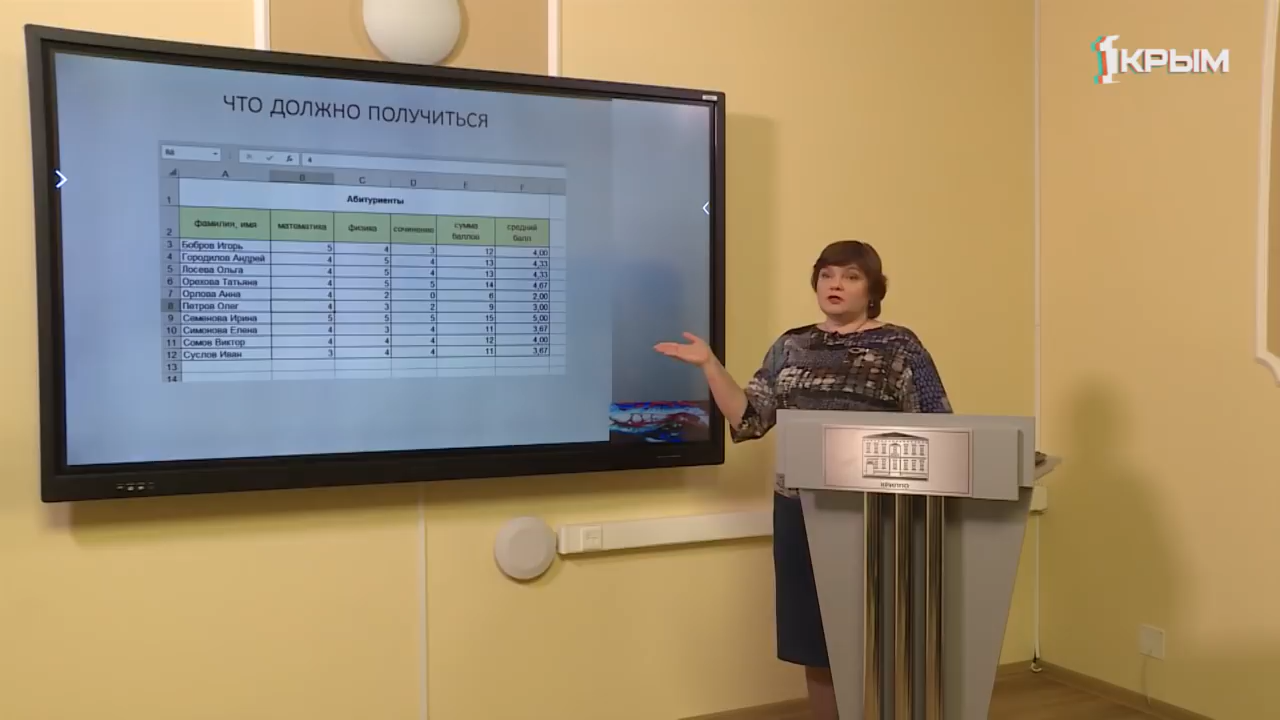 1КРЫМ
ЧТО ДОЛЖНО ПОЛУЧИТЬСЯ
B8 fx 4
A B C D E F
1 Абитуриенты
2 фамилия, имя математика физика сочинение сумма баллов средний балл
3 Бобров Игорь 5 4 3 12 4,00
4 Городилов Андрей 4 5 4 13 4,33
5 Лосева Ольга 4 5 4 13 4,33
6 Орехова Татьяна 4 5 5 14 4,67
7 Орлова Анна 4 2 0 6 2,00
8 Петров Олег 4 3 2 9 3,00
9 Семенова Ирина 5 5 5 15 5,00
10 Симонова Елена 4 3 4 11 3,67
11 Сомов Виктор 4 4 4 12 4,00
12 Суслов Иван 3 4 4 11 3,67
13
14